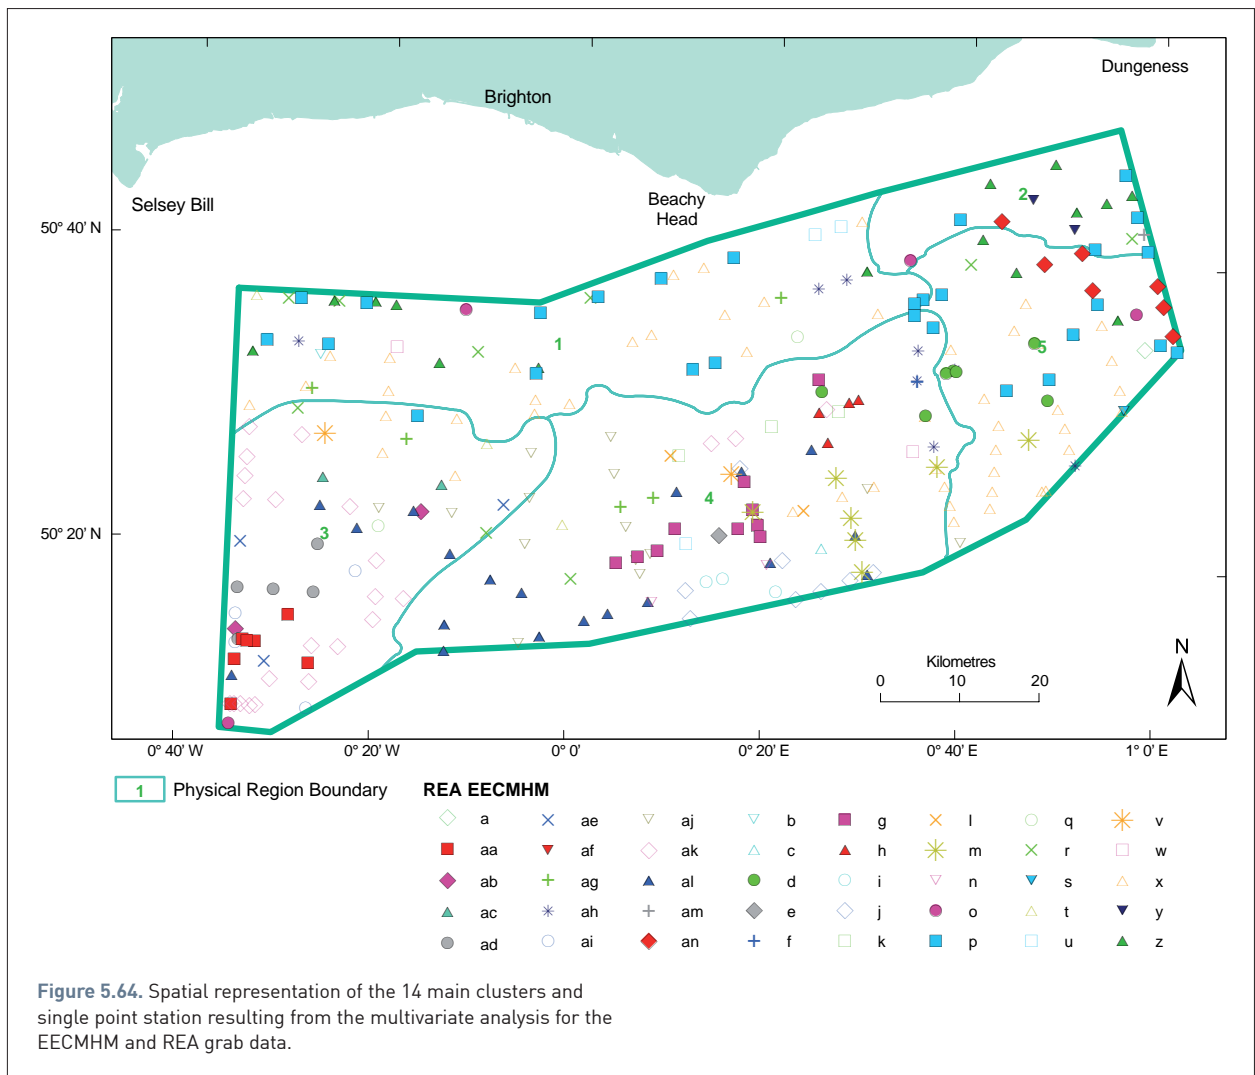 Dungeness
Brighton
Selsey Bill
Beachy
Head
50° 40' N
50° 20' N
1
2
3
4
5
N
Kilometres
0 10 20
0° 40' W 0° 20' W 0° 0' 0° 20' E 0° 40' E 1° 0' E
1 Physical Region Boundary
REA EECMHM
a ae aj b g l q v
aa af ak c h m r w
ab ag al d i n s x
ac ah am e j o t y
ad ai an f k p u z
Figure 5.64. Spatial representation of the 14 main clusters and
single point station resulting from the multivariate analysis for the
EECMHM and REA grab data.